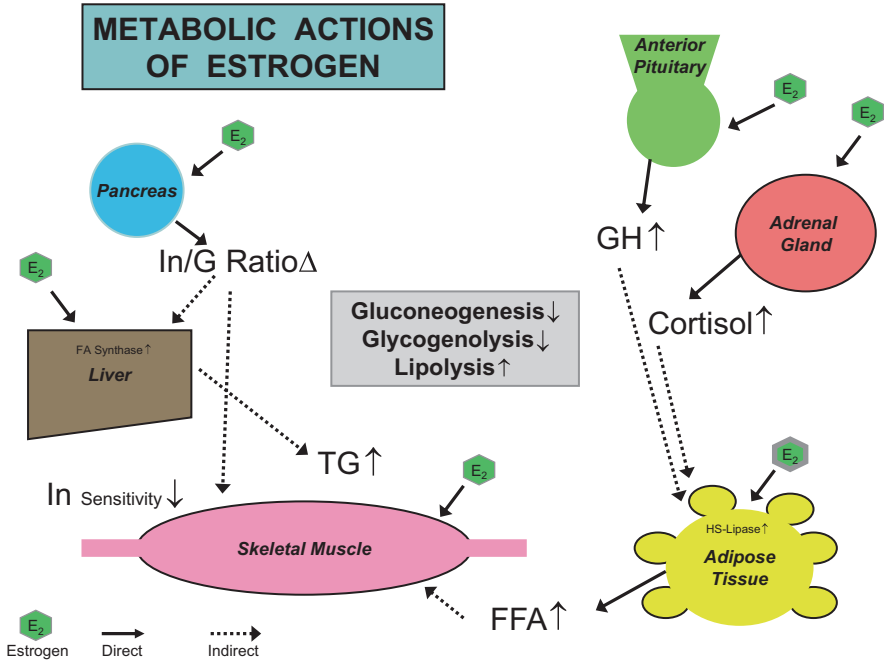 METABOLIC ACTIONS
OF ESTROGEN
Anterior
Pituitary
E2
E2
E2
Pancreas
Adrenal
Gland
GH↑
In/G RatioΔ
E2
Gluconeogenesis↓
Glycogenolysis↓
Lipolysis↑
Cortisol↑
FA Synthase↑
Liver
TG↑
E2
E2
In Sensitivity↓
HS-Lipase↑
Skeletal Muscle
Adipose
Tissue
FFA↑
E2
Estrogen
Direct
Indirect